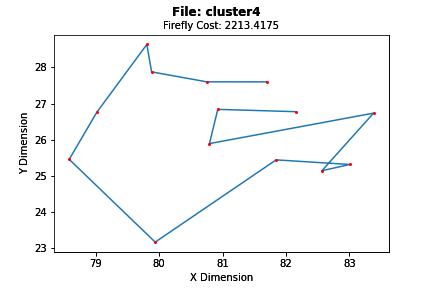 File: cluster4
Firefly Cost: 2213.4175
Y Dimension
28
27
26
25
24
23
79 80 81 82 83
X Dimension